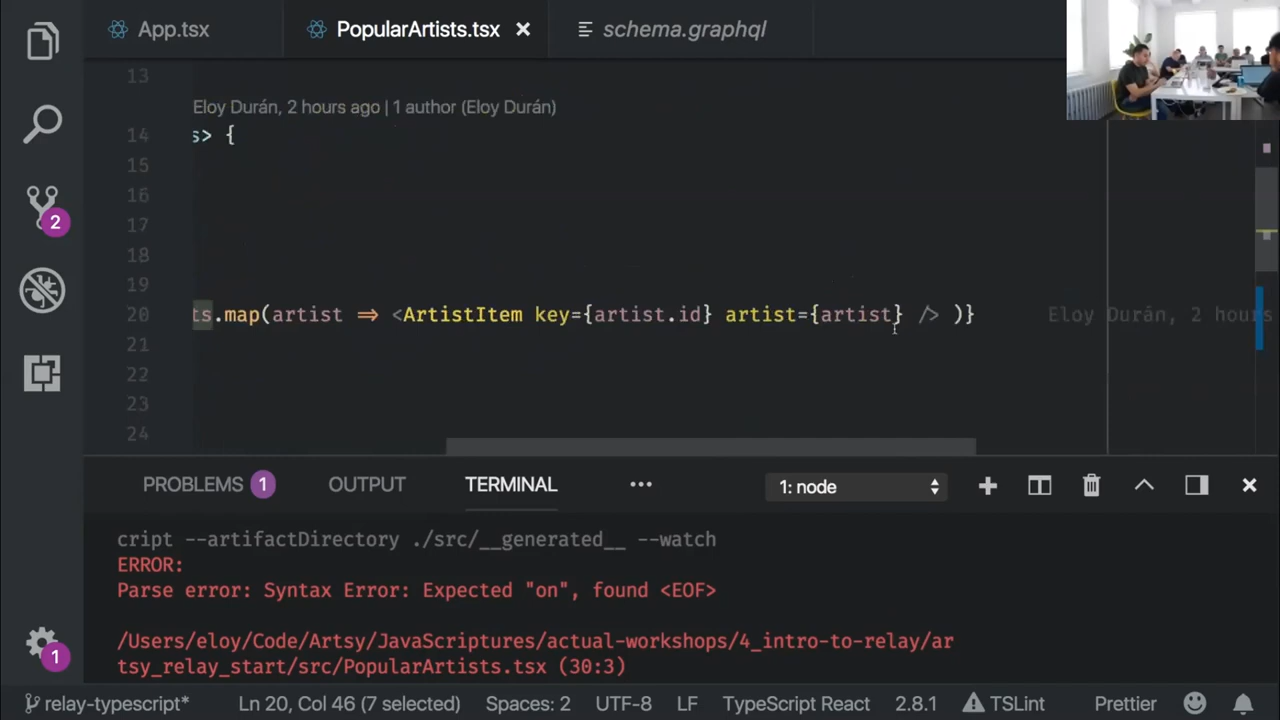 App.tsx
PopularArtists.tsx
schema.graphql
13
Eloy Durán, 2 hours ago | 1 author (Eloy Durán)
14 s> {
15
16
17
18
19
20 ts.map(artist => <ArtistItem key={artist.id} artist={artist} /> )} Eloy Durán, 2 hours
21
22
23
24
2
PROBLEMS 1 OUTPUT TERMINAL ••• 1: node
cript --artifactDirectory ./src/__generated__ --watch
ERROR:
Parse error: Syntax Error: Expected "on", found <EOF>
/Users/eloy/Code/Artsy/JavaScriptures/actual-workshops/4_intro-to-relay/ar
tsy_relay_start/src/PopularArtists.tsx (30:3)
1
relay-typescript* Ln 20, Col 46 (7 selected) Spaces: 2 UTF-8 LF TypeScript React 2.8.1 TSLint Prettier